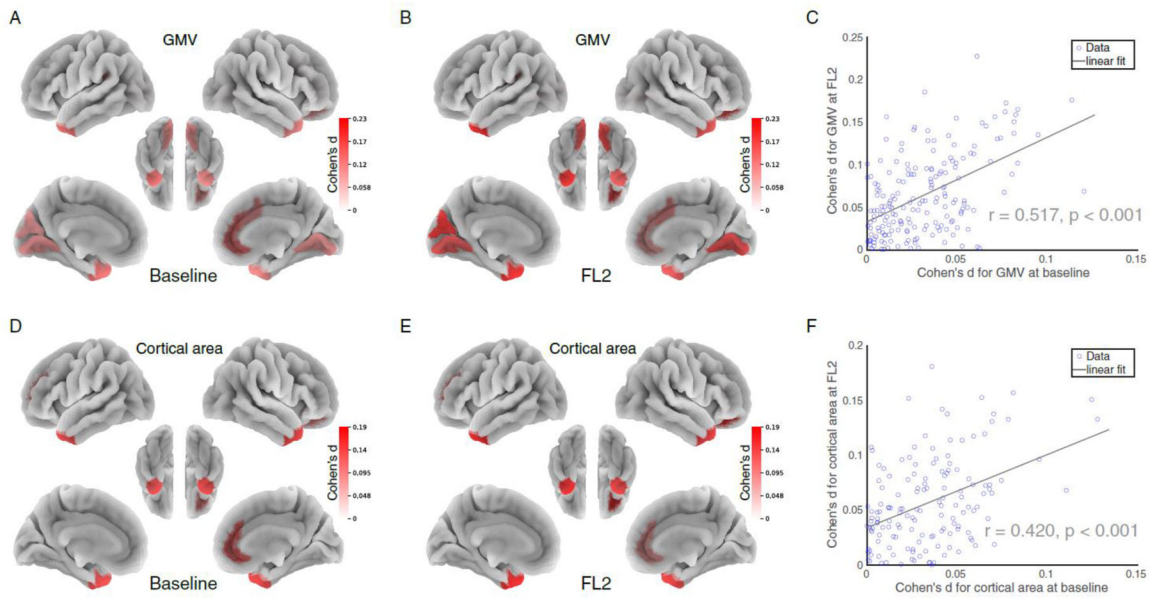 A
GMV
Cohen's d
0.23
0.17
0.12
0.058
0
Baseline
B
GMV
Cohen's d
0.23
0.17
0.12
0.058
0
FL2
C
Cohen's d for GMV at FL2
0.25
0.2
0.15
0.1
0.05
0
Data
linear fit
r = 0.517, p < 0.001
0
0.05
0.1
0.15
Cohen's d for GMV at baseline
D
Cortical area
Cohen's d
0.19
0.14
0.095
0.048
0
Baseline
E
Cortical area
Cohen's d
0.19
0.14
0.095
0.048
0
FL2
F
Cohen's d for cortical area at FL2
0.2
0.15
0.1
0.05
0
Data
linear fit
r = 0.420, p < 0.001
0
0.05
0.1
0.15
Cohen's d for cortical area at baseline